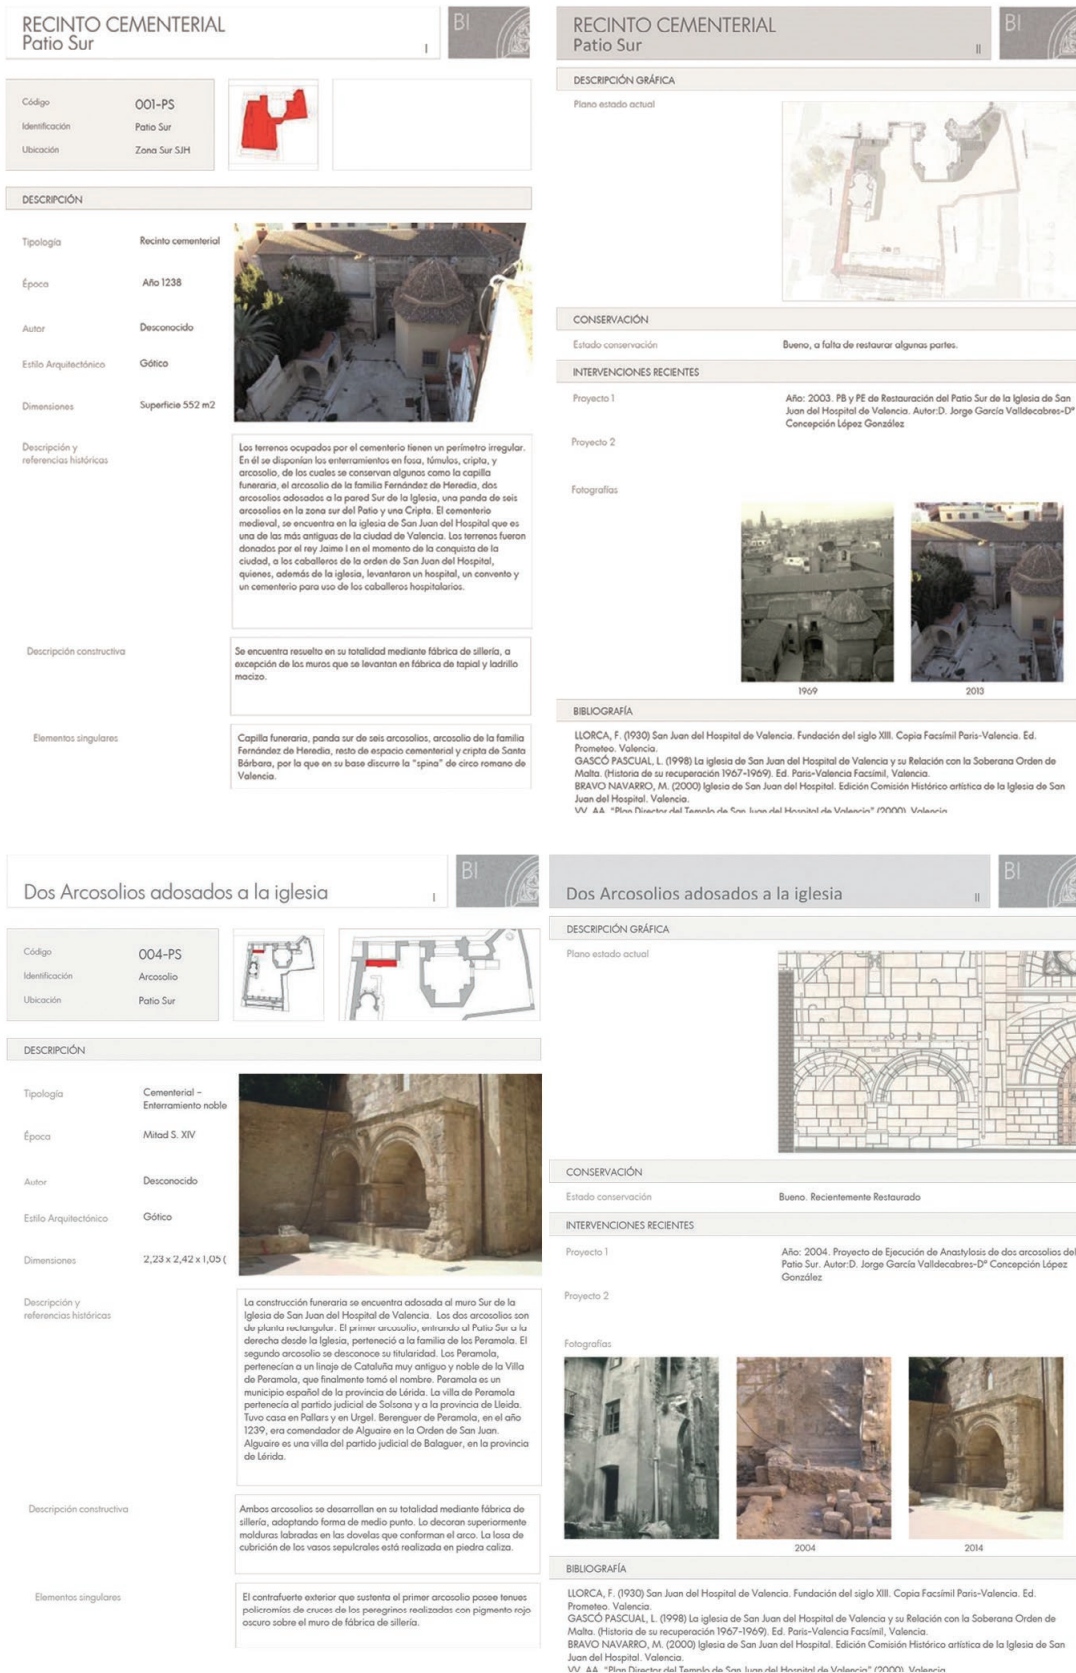 RECINTO CEMENTERIAL
Patio Sur
I
BI
Código
001-PS
Identificación
Patio Sur
Ubicación
Zona Sur SJH
DESCRIPCIÓN
Tipología
Recinto cementerial
Época
Año 1238
Autor
Desconocido
Estilo Arquitectónico
Gótico
Dimensiones
Superficie 552 m2
Descripción y
referencias históricas
Los terrenos ocupados por el cementerio tienen un perímetro irregular.
En él se disponían los enterramientos en fosa, túmulos, cripta, y
arcosolio, de los cuales se conservan algunos como la capilla
funeraria, el arcosolio de la familia Fernández de Heredia, dos
arcosolios adosados a la pared Sur de la Iglesia, una panda de seis
arcosolios en la zona sur del Patio y una Cripta. El cementerio
medieval, se encuentra en la iglesia de San Juan del Hospital que es
una de las más antiguas de la ciudad de Valencia. Los terrenos fueron
donados por el rey Jaime I en el momento de la conquista de la
ciudad, a los caballeros de la orden de San Juan del Hospital,
quienes, además de la iglesia, levantaron un hospital, un convento y
un cementerio para uso de los caballeros hospitalarios.
Descripción constructiva
Se encuentra resuelto en su totalidad mediante fábrica de sillería, a
excepción de los muros que se levantan en fábrica de tapial y ladrillo
macizo.
Elementos singulares
Capilla funeraria, panda sur de seis arcosolios, arcosolio de la familia
Fernández de Heredia, resto de espacio cementerial y cripta de Santa
Bárbara, por la que en su base discurre la "spina" de circo romano de
Valencia.
RECINTO CEMENTERIAL
Patio Sur
II
BI
DESCRIPCIÓN GRÁFICA
Plano estado actual
CONSERVACIÓN
Estado conservación
Bueno, a falta de restaurar algunas partes.
INTERVENCIONES RECIENTES
Proyecto 1
Año: 2003. PB y PE de Restauración del Patio Sur de la Iglesia de San
Juan del Hospital de Valencia. Autor:D. Jorge García Valldecabres-Dª
Concepción López González
Proyecto 2
Fotografías
1969
2013
BIBLIOGRAFÍA
LLORCA, F. (1930) San Juan del Hospital de Valencia. Fundación del siglo XIII. Copia Facsímil Paris-Valencia. Ed.
Prometeo. Valencia.
GASCÓ PASCUAL, L. (1998) La iglesia de San Juan del Hospital de Valencia y su Relación con la Soberana Orden de
Malta. (Historia de su recuperación 1967-1969). Ed. Paris-Valencia Facsímil, Valencia.
BRAVO NAVARRO, M. (2000) Iglesia de San Juan del Hospital. Edición Comisión Histórico artística de la Iglesia de San
Juan del Hospital. Valencia.
VV. AA. "Plan Director del Templo de San Juan del Hospital de Valencia" (2000). Valencia
Dos Arcosolios adosados a la iglesia
I
BI
Código
004-PS
Identificación
Arcosolio
Ubicación
Patio Sur
DESCRIPCIÓN
Tipología
Cementerial –
Enterramiento noble
Época
Mitad S. XIV
Autor
Desconocido
Estilo Arquitectónico
Gótico
Dimensiones
2,23 x 2,42 x 1,05 (
Descripción y
referencias históricas
La construcción funeraria se encuentra adosada al muro Sur de la
Iglesia de San Juan del Hospital de Valencia. Los dos arcosolios son
de planta rectangular. El primer arcosolio, entrando al Patio Sur a la
derecha desde la Iglesia, perteneció a la familia de los Peramola. El
segundo arcosolio se desconoce su titularidad. Los Peramola,
pertenecían a un linaje de Cataluña muy antiguo y noble de la Villa
de Peramola, que finalmente tomó el nombre. Peramola es un
municipio español de la provincia de Lérida. La villa de Peramola
pertenecía al partido judicial de Solsona y a la provincia de Lleida.
Tuvo casa en Pallars y en Urgel. Berenguer de Peramola, en el año
1239, era comendador de Alguaire en la Orden de San Juan.
Alguaire es una villa del partido judicial de Balaguer, en la provincia
de Lérida.
Descripción constructiva
Ambos arcosolios se desarrollan en su totalidad mediante fábrica de
sillería, adoptando forma de medio punto. Lo decoran superiormente
molduras labradas en las dovelas que conforman el arco. La losa de
cubrición de los vasos sepulcrales está realizada en piedra caliza.
Elementos singulares
El contrafuerte exterior que sustenta el primer arcosolio posee tenues
policromías de cruces de los peregrinos realizadas con pigmento rojo
oscuro sobre el muro de fábrica de sillería.
Dos Arcosolios adosados a la iglesia
II
BI
DESCRIPCIÓN GRÁFICA
Plano estado actual
CONSERVACIÓN
Estado conservación
Bueno. Recientemente Restaurado
INTERVENCIONES RECIENTES
Proyecto 1
Año: 2004. Proyecto de Ejecución de Anastylosis de dos arcosolios del
Patio Sur. Autor:D. Jorge García Valldecabres-Dª Concepción López
González
Proyecto 2
Fotografías
2004
2014
BIBLIOGRAFÍA
LLORCA, F. (1930) San Juan del Hospital de Valencia. Fundación del siglo XIII. Copia Facsímil Paris-Valencia. Ed.
Prometeo. Valencia.
GASCÓ PASCUAL, L. (1998) La iglesia de San Juan del Hospital de Valencia y su Relación con la Soberana Orden de
Malta. (Historia de su recuperación 1967-1969). Ed. Paris-Valencia Facsímil, Valencia.
BRAVO NAVARRO, M. (2000) Iglesia de San Juan del Hospital. Edición Comisión Histórico artística de la Iglesia de San
Juan del Hospital. Valencia.
VV. AA. "Plan Director del Templo de San Juan del Hospital de Valencia" (2000). Valencia